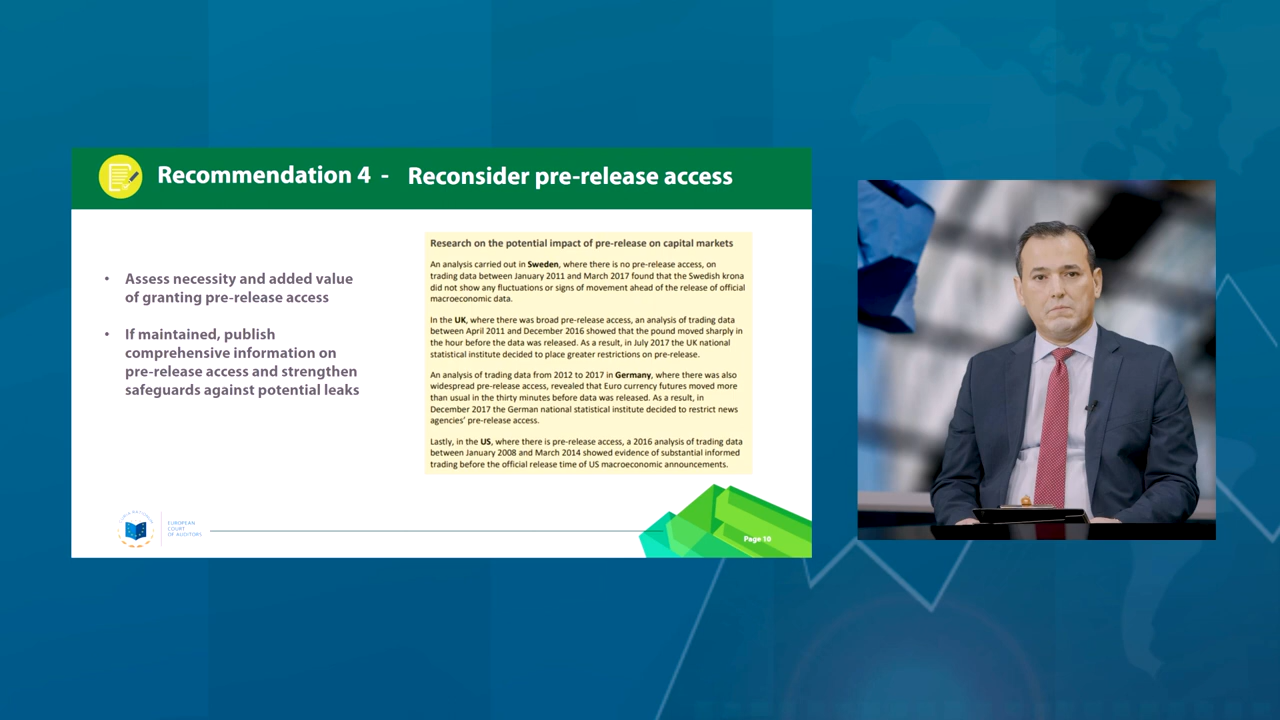 Recommendation 4 - Reconsider pre-release access
• Assess necessity and added value
of granting pre-release access
• If maintained, publish
comprehensive information on
pre-release access and strengthen
safeguards against potential leaks
Research on the potential impact of pre-release on capital markets
An analysis carried out in Sweden, where there is no pre-release access, on
trading data between January 2011 and March 2017 found that the Swedish krona
did not show any fluctuations or signs of movement ahead of the release of official
macroeconomic data.
In the UK, where there was broad pre-release access, an analysis of trading data
between April 2011 and December 2016 showed that the pound moved sharply in
the hour before the data was released. As a result, in July 2017 the UK national
statistical institute decided to place greater restrictions on pre-release.
An analysis of trading data from 2012 to 2017 in Germany, where there was also
widespread pre-release access, revealed that Euro currency futures moved more
than usual in the thirty minutes before data was released. As a result, in
December 2017 the German national statistical institute decided to restrict news
agencies’ pre-release access.
Lastly, in the US, where there is pre-release access, a 2016 analysis of trading data
between January 2008 and March 2014 showed evidence of substantial informed
trading before the official release time of US macroeconomic announcements.
EUROPEAN
COURT
OF AUDITORS
Page 10